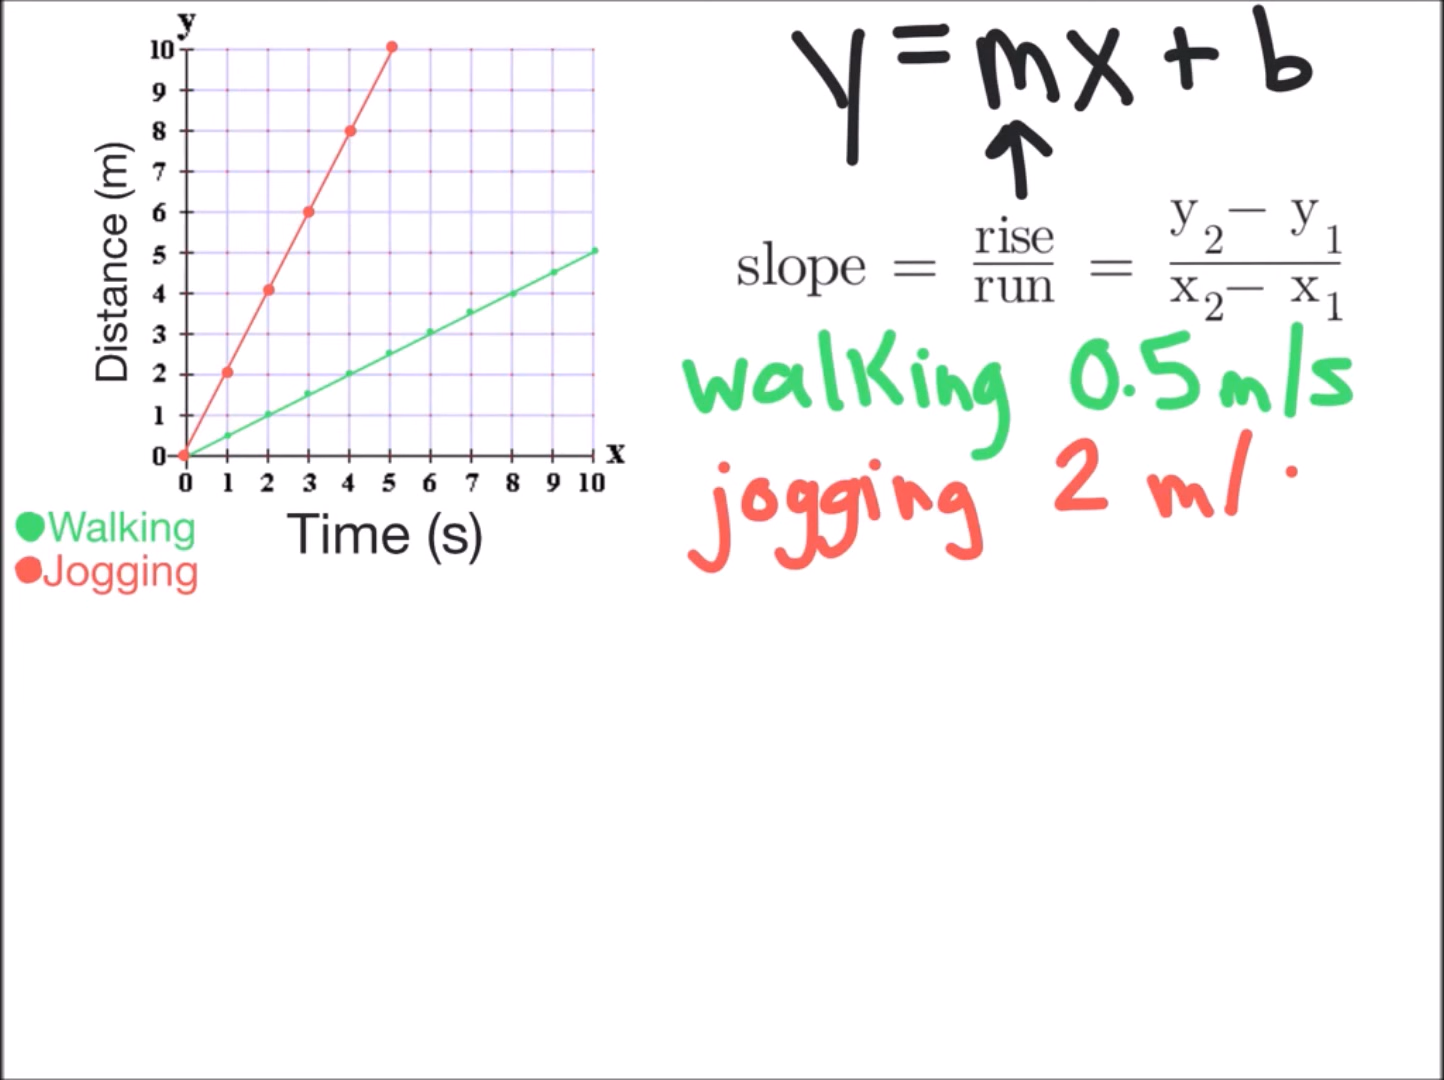 y
10
9
8
7
6
5
4
3
2
1
0
Distance (m)
0 1 2 3 4 5 6 7 8 9 10
x
Time (s)
Walking
Jogging
y = mx + b
slope = rise/run = y2 − y1/x2 − x1
walking 0.5 m/s
jogging 2 m/